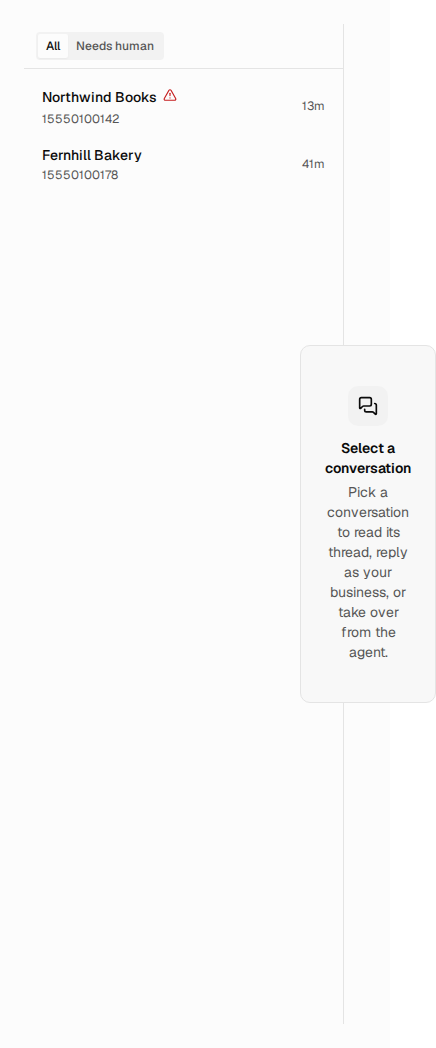 All Needs human
Northwind Books
13m
15550100142
Fernhill Bakery
41m
15550100178
Select a
conversation
Pick a
conversation
to read its
thread, reply
as your
business, or
take over
from the
agent.